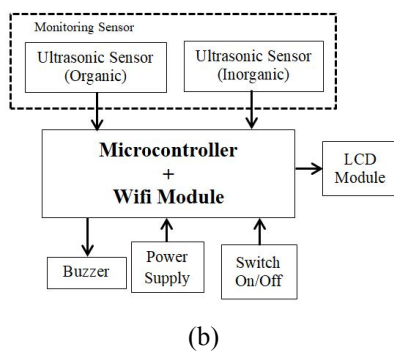 Monitoring Sensor
Ultrasonic Sensor
(Organic)
Ultrasonic Sensor
(Inorganic)
Microcontroller
+
Wifi Module
LCD
Module
Buzzer
Power
Supply
Switch
On/Off
(b)